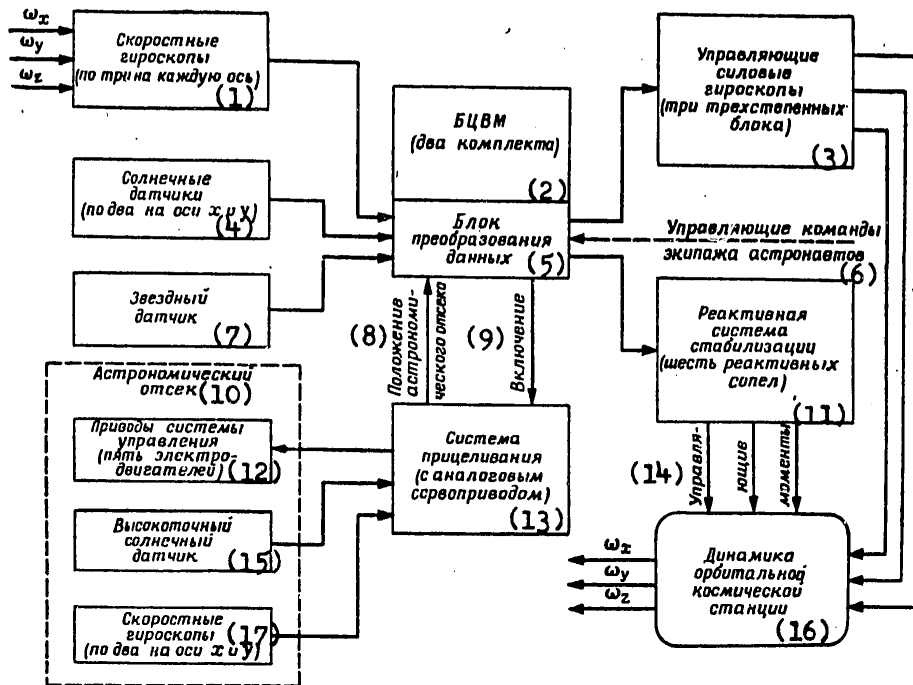 ωx
ωy
ωz
Скоростные
гироскопы
(по три на каждую ось)
(1)
БЦВМ
(два комплекта)
(2)
Управляющие
силовые
гироскопы
(три трехстепенных
блока)
(3)
Солнечные
датчики
(по два на оси x и y)
(4)
Блок
преобразования
данных
(5)
Управляющие команды
экипажа астронавтов
(6)
Звездный
датчик
(7)
(8)
Положение
астрономи-
ческого отсека
(9)
Включение
Реактивная
система
стабилизации
(шесть реактивных
сопел)
(11)
Астрономический
отсек (10)
Приводы системы
управления
(пять электро-
двигателей)
(12)
Система
прицеливания
(с аналоговым
сервоприводом)
(13)
(14)
Управля-
ющие
моменты
Высокоточный
солнечный
датчик
(15)
ωx
ωy
ωz
Динамика
орбитальной
космической
станции
(16)
Скоростные
гироскопы
(по два на оси x и y)
(17)